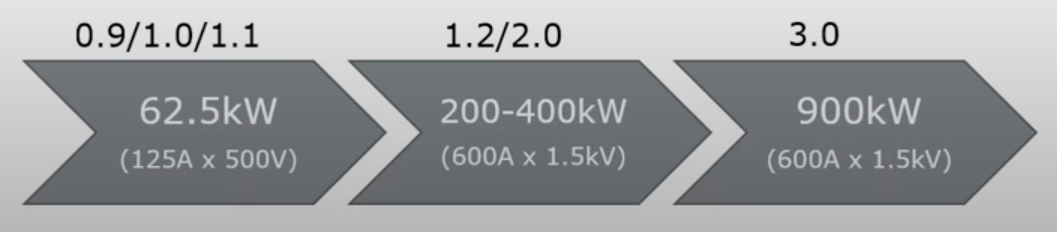 0.9/1.0/1.1
62.5kW
(125A x 500V)
1.2/2.0
200-400kW
(600A x 1.5kV)
3.0
900kW
(600A x 1.5kV)